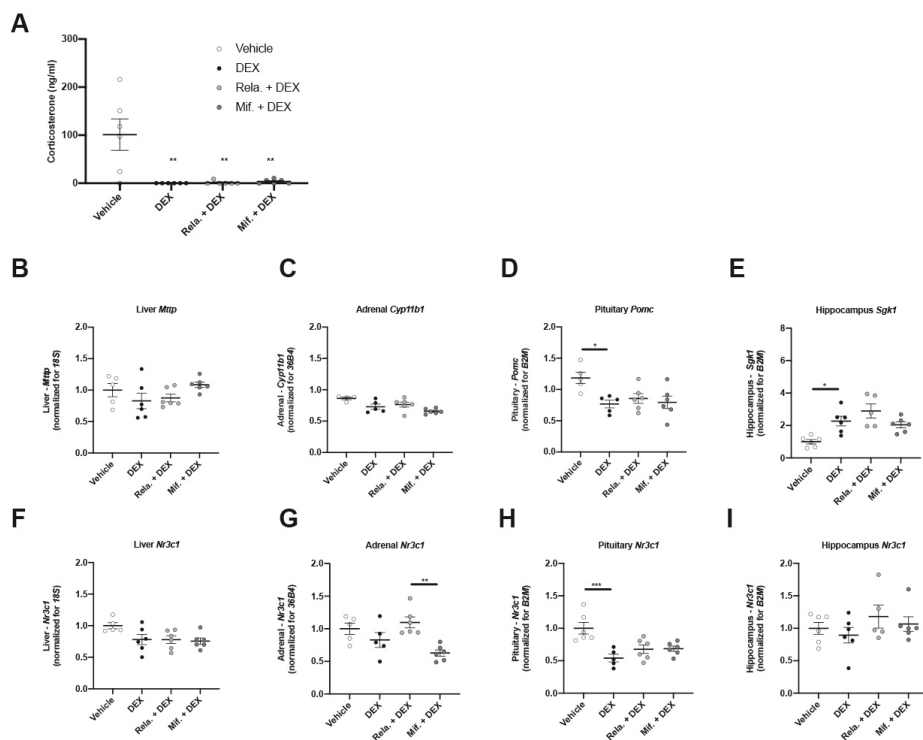 A
Corticosterone (ng/ml)
300
200
100
0
Vehicle
DEX
Rela. + DEX
Mif. + DEX
** ** **
Vehicle DEX Rela. + DEX Mif. + DEX
B
Liver Mttp
Liver - Mttp
(normalized for 18S)
2.0
1.5
1.0
0.5
0.0
Vehicle DEX Rela. + DEX Mif. + DEX
C
Adrenal Cyp11b1
Adrenal - Cyp11b1
(normalized for 36B4)
2.0
1.5
1.0
0.5
0.0
Vehicle DEX Rela. + DEX Mif. + DEX
D
Pituitary Pomc
Pituitary - Pomc
(normalized for B2M)
2.0
1.5
1.0
0.5
0.0
*
Vehicle DEX Rela. + DEX Mif. + DEX
E
Hippocampus Sgk1
Hippocampus - Sgk1
(normalized for B2M)
8
6
4
2
0
*
Vehicle DEX Rela. + DEX Mif. + DEX
F
Liver Nr3c1
Liver - Nr3c1
(normalized for 18S)
2.0
1.5
1.0
0.5
0.0
Vehicle DEX Rela. + DEX Mif. + DEX
G
Adrenal Nr3c1
Adrenal - Nr3c1
(normalized for 36B4)
2.0
1.5
1.0
0.5
0.0
**
Vehicle DEX Rela. + DEX Mif. + DEX
H
Pituitary Nr3c1
Pituitary - Nr3c1
(normalized for B2M)
2.0
1.5
1.0
0.5
0.0
***
Vehicle DEX Rela. + DEX Mif. + DEX
I
Hippocampus Nr3c1
Hippocampus - Nr3c1
(normalized for B2M)
2.0
1.5
1.0
0.5
0.0
Vehicle DEX Rela. + DEX Mif. + DEX